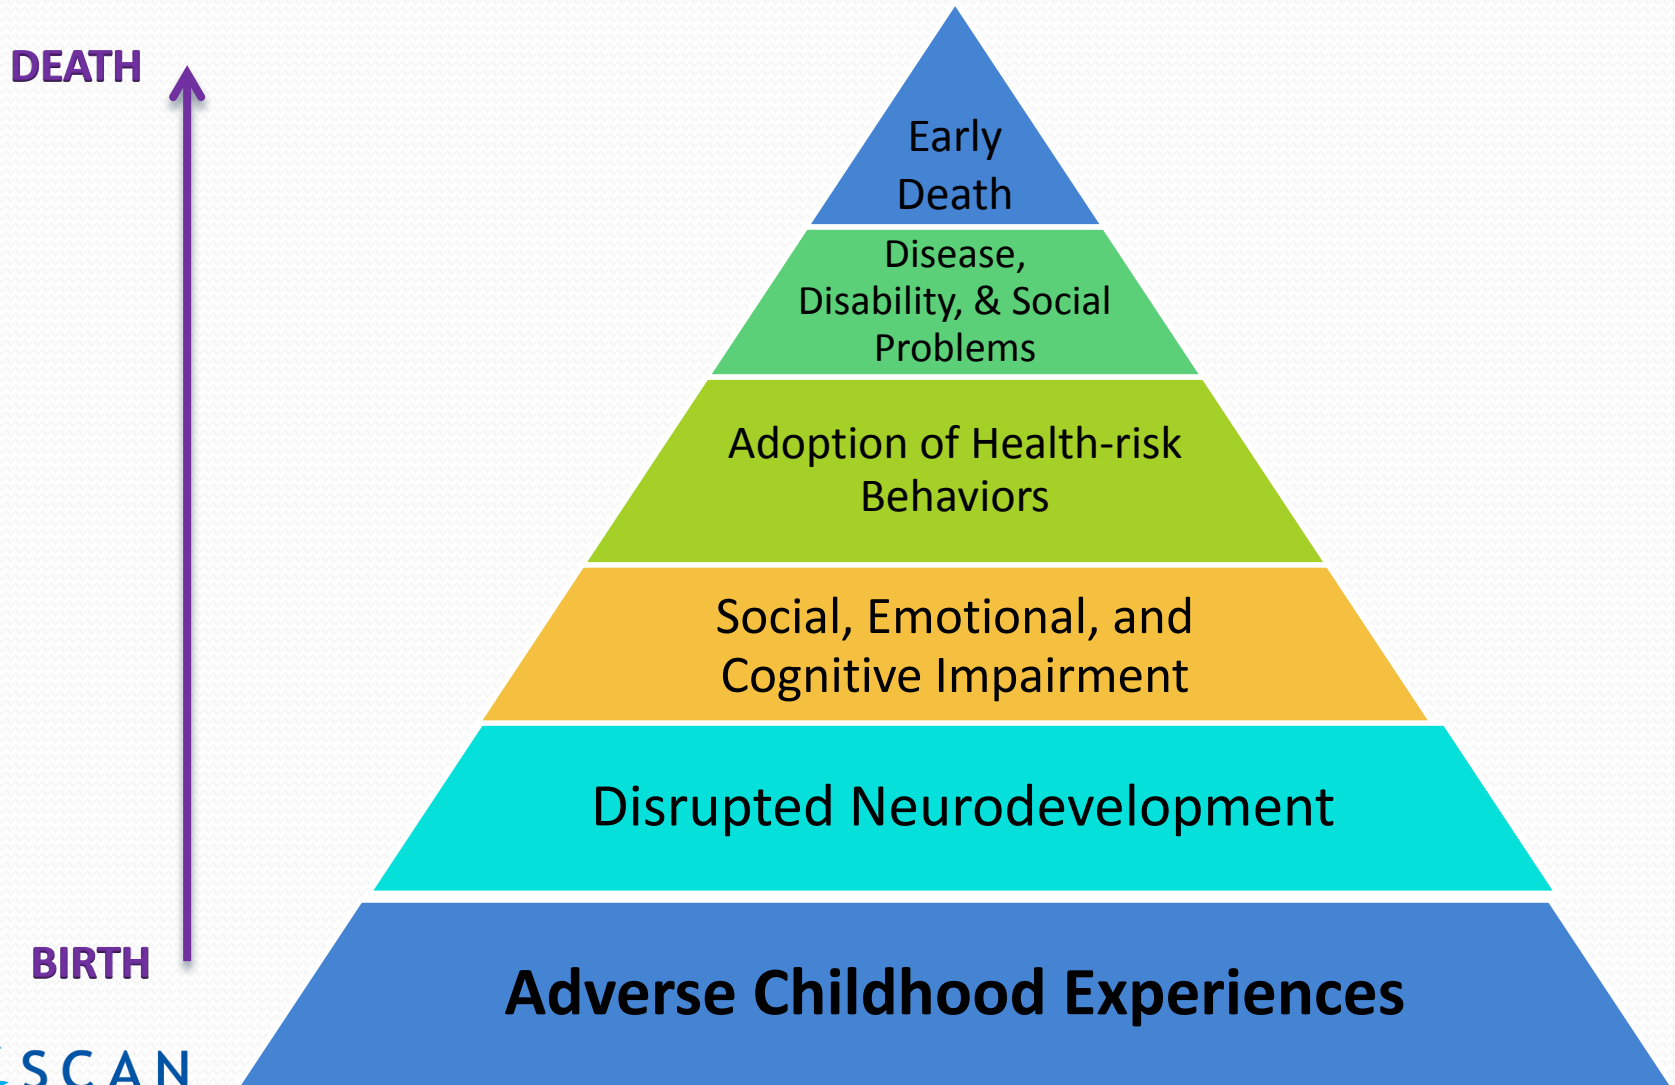 DEATH
Early
Death
Disease,
Disability, & Social
Problems
Adoption of Health-risk
Behaviors
Social, Emotional, and
Cognitive Impairment
Disrupted Neurodevelopment
BIRTH
Adverse Childhood Experiences
SCAN